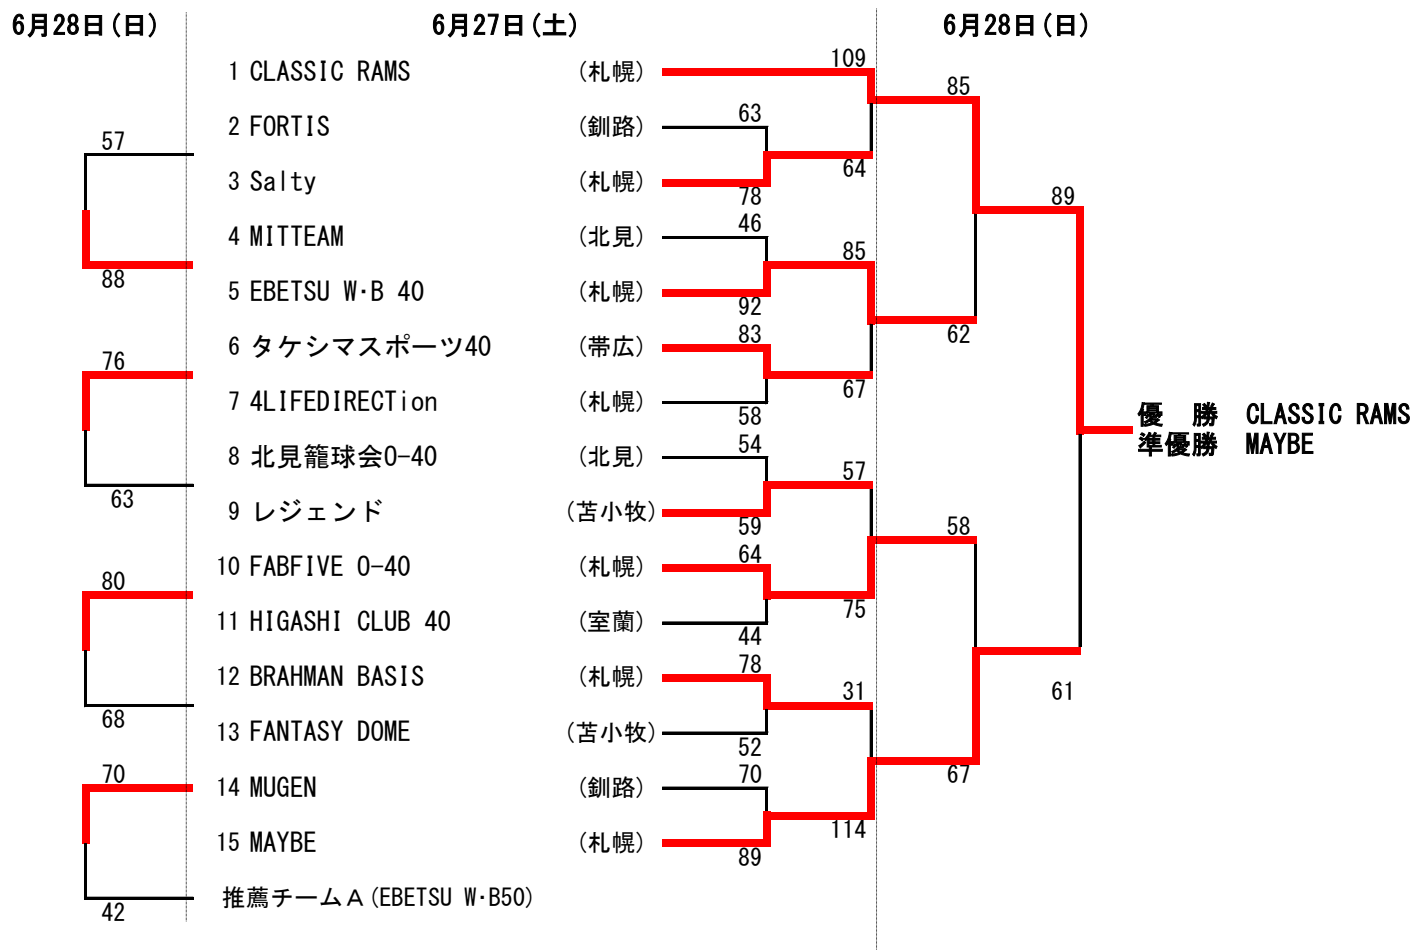 6月28日(日) 6月27日(土) 6月28日(日)
1 CLASSIC RAMS (札幌) 109
85
2 FORTIS (釧路) 63
57
64
3 Salty (札幌) 78
89
4 MITTEAM (北見) 46
85
88
5 EBETSU W·B 40 (札幌) 92
62
6 タケシマスポーツ40 (帯広) 83
76
67
7 4LIFEDIRECTion (札幌) 58
優　勝 CLASSIC RAMS
準優勝 MAYBE
8 北見籠球会O-40 (北見) 54
57
63
9 レジェンド (苫小牧) 59
58
10 FABFIVE O-40 (札幌) 64
80
75
11 HIGASHI CLUB 40 (室蘭) 44
12 BRAHMAN BASIS (札幌) 78
31
61
68
13 FANTASY DOME (苫小牧) 52
67
70
14 MUGEN (釧路) 70
114
15 MAYBE (札幌) 89
推薦チームA(EBETSU W·B50)
42